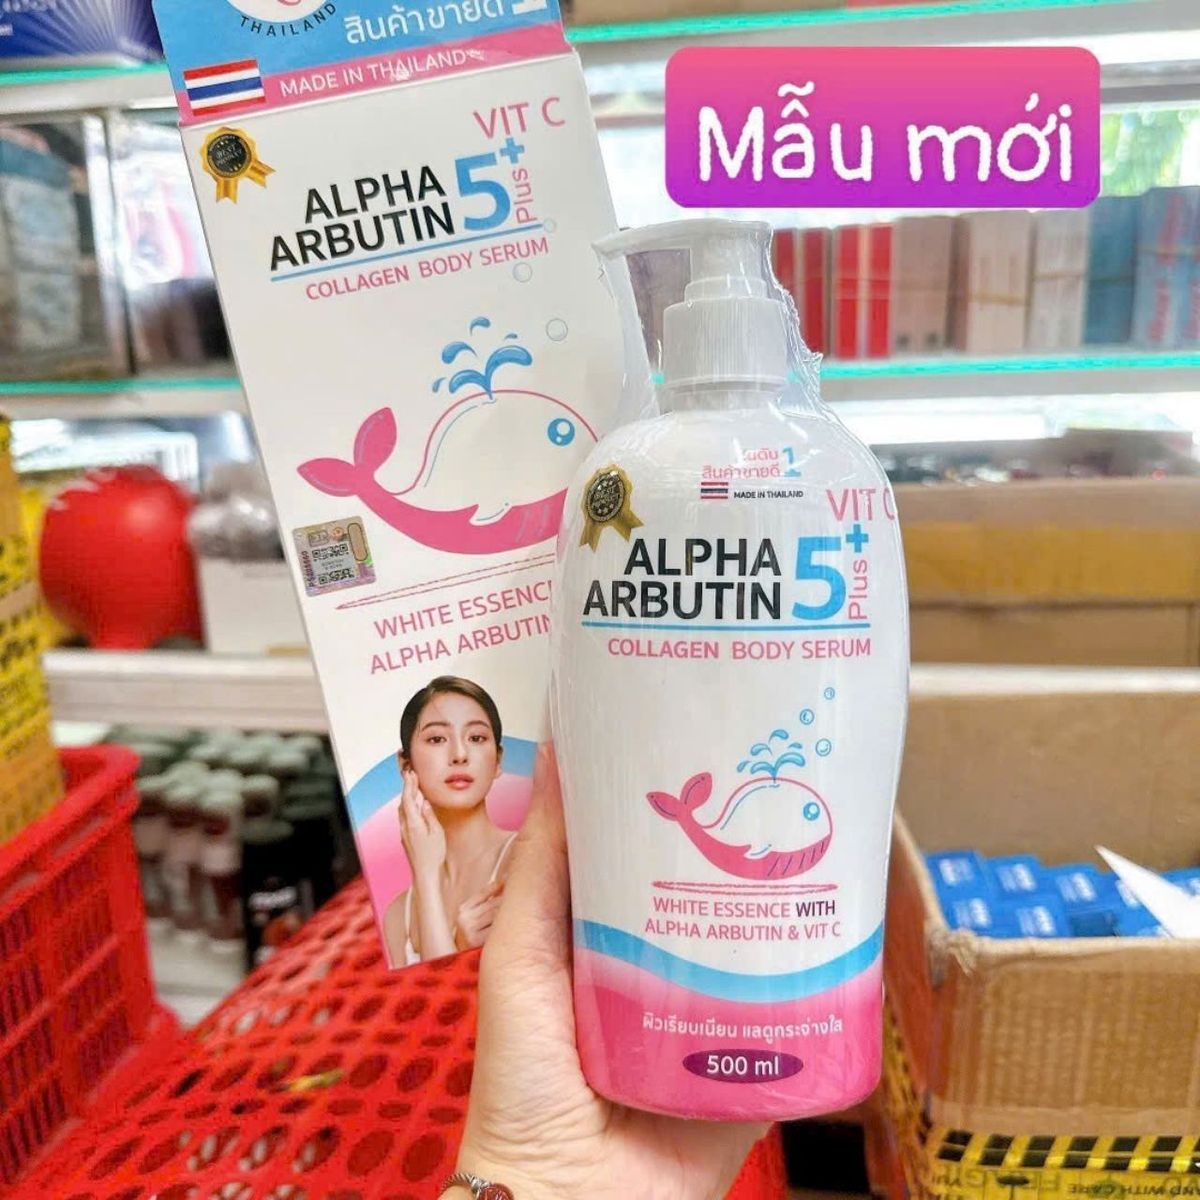 THAILAND
สินค้าขายดี 1
MADE IN THAILAND
BEST
VIT C
ALPHA
ARBUTIN
5+
Plus
COLLAGEN BODY SERUM
WHITE ESSENCE
ALPHA ARBUTIN
Mẫu mới
1
สินค้าขายดี
MADE IN THAILAND
VIT C
ALPHA
ARBUTIN
5+
Plus
COLLAGEN BODY SERUM
WHITE ESSENCE WITH
ALPHA ARBUTIN & VIT C
ผิวเรียบเนียน แลดูกระจ่างใส
500 ml